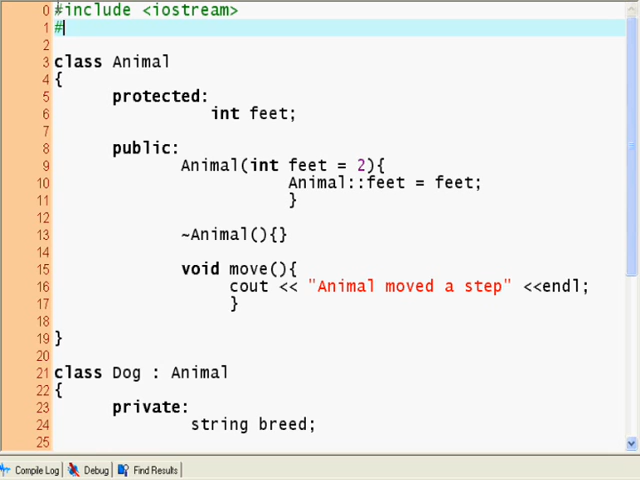 0 #include <iostream>
1 #
2
3 class Animal
4 {
5 protected:
6 int feet;
7
8 public:
9 Animal(int feet = 2){
10 Animal::feet = feet;
11 }
12
13 ~Animal(){}
14
15 void move(){
16 cout << "Animal moved a step" <<endl;
17 }
18
19 }
20
21 class Dog : Animal
22 {
23 private:
24 string breed;
25
Compile Log Debug Find Results